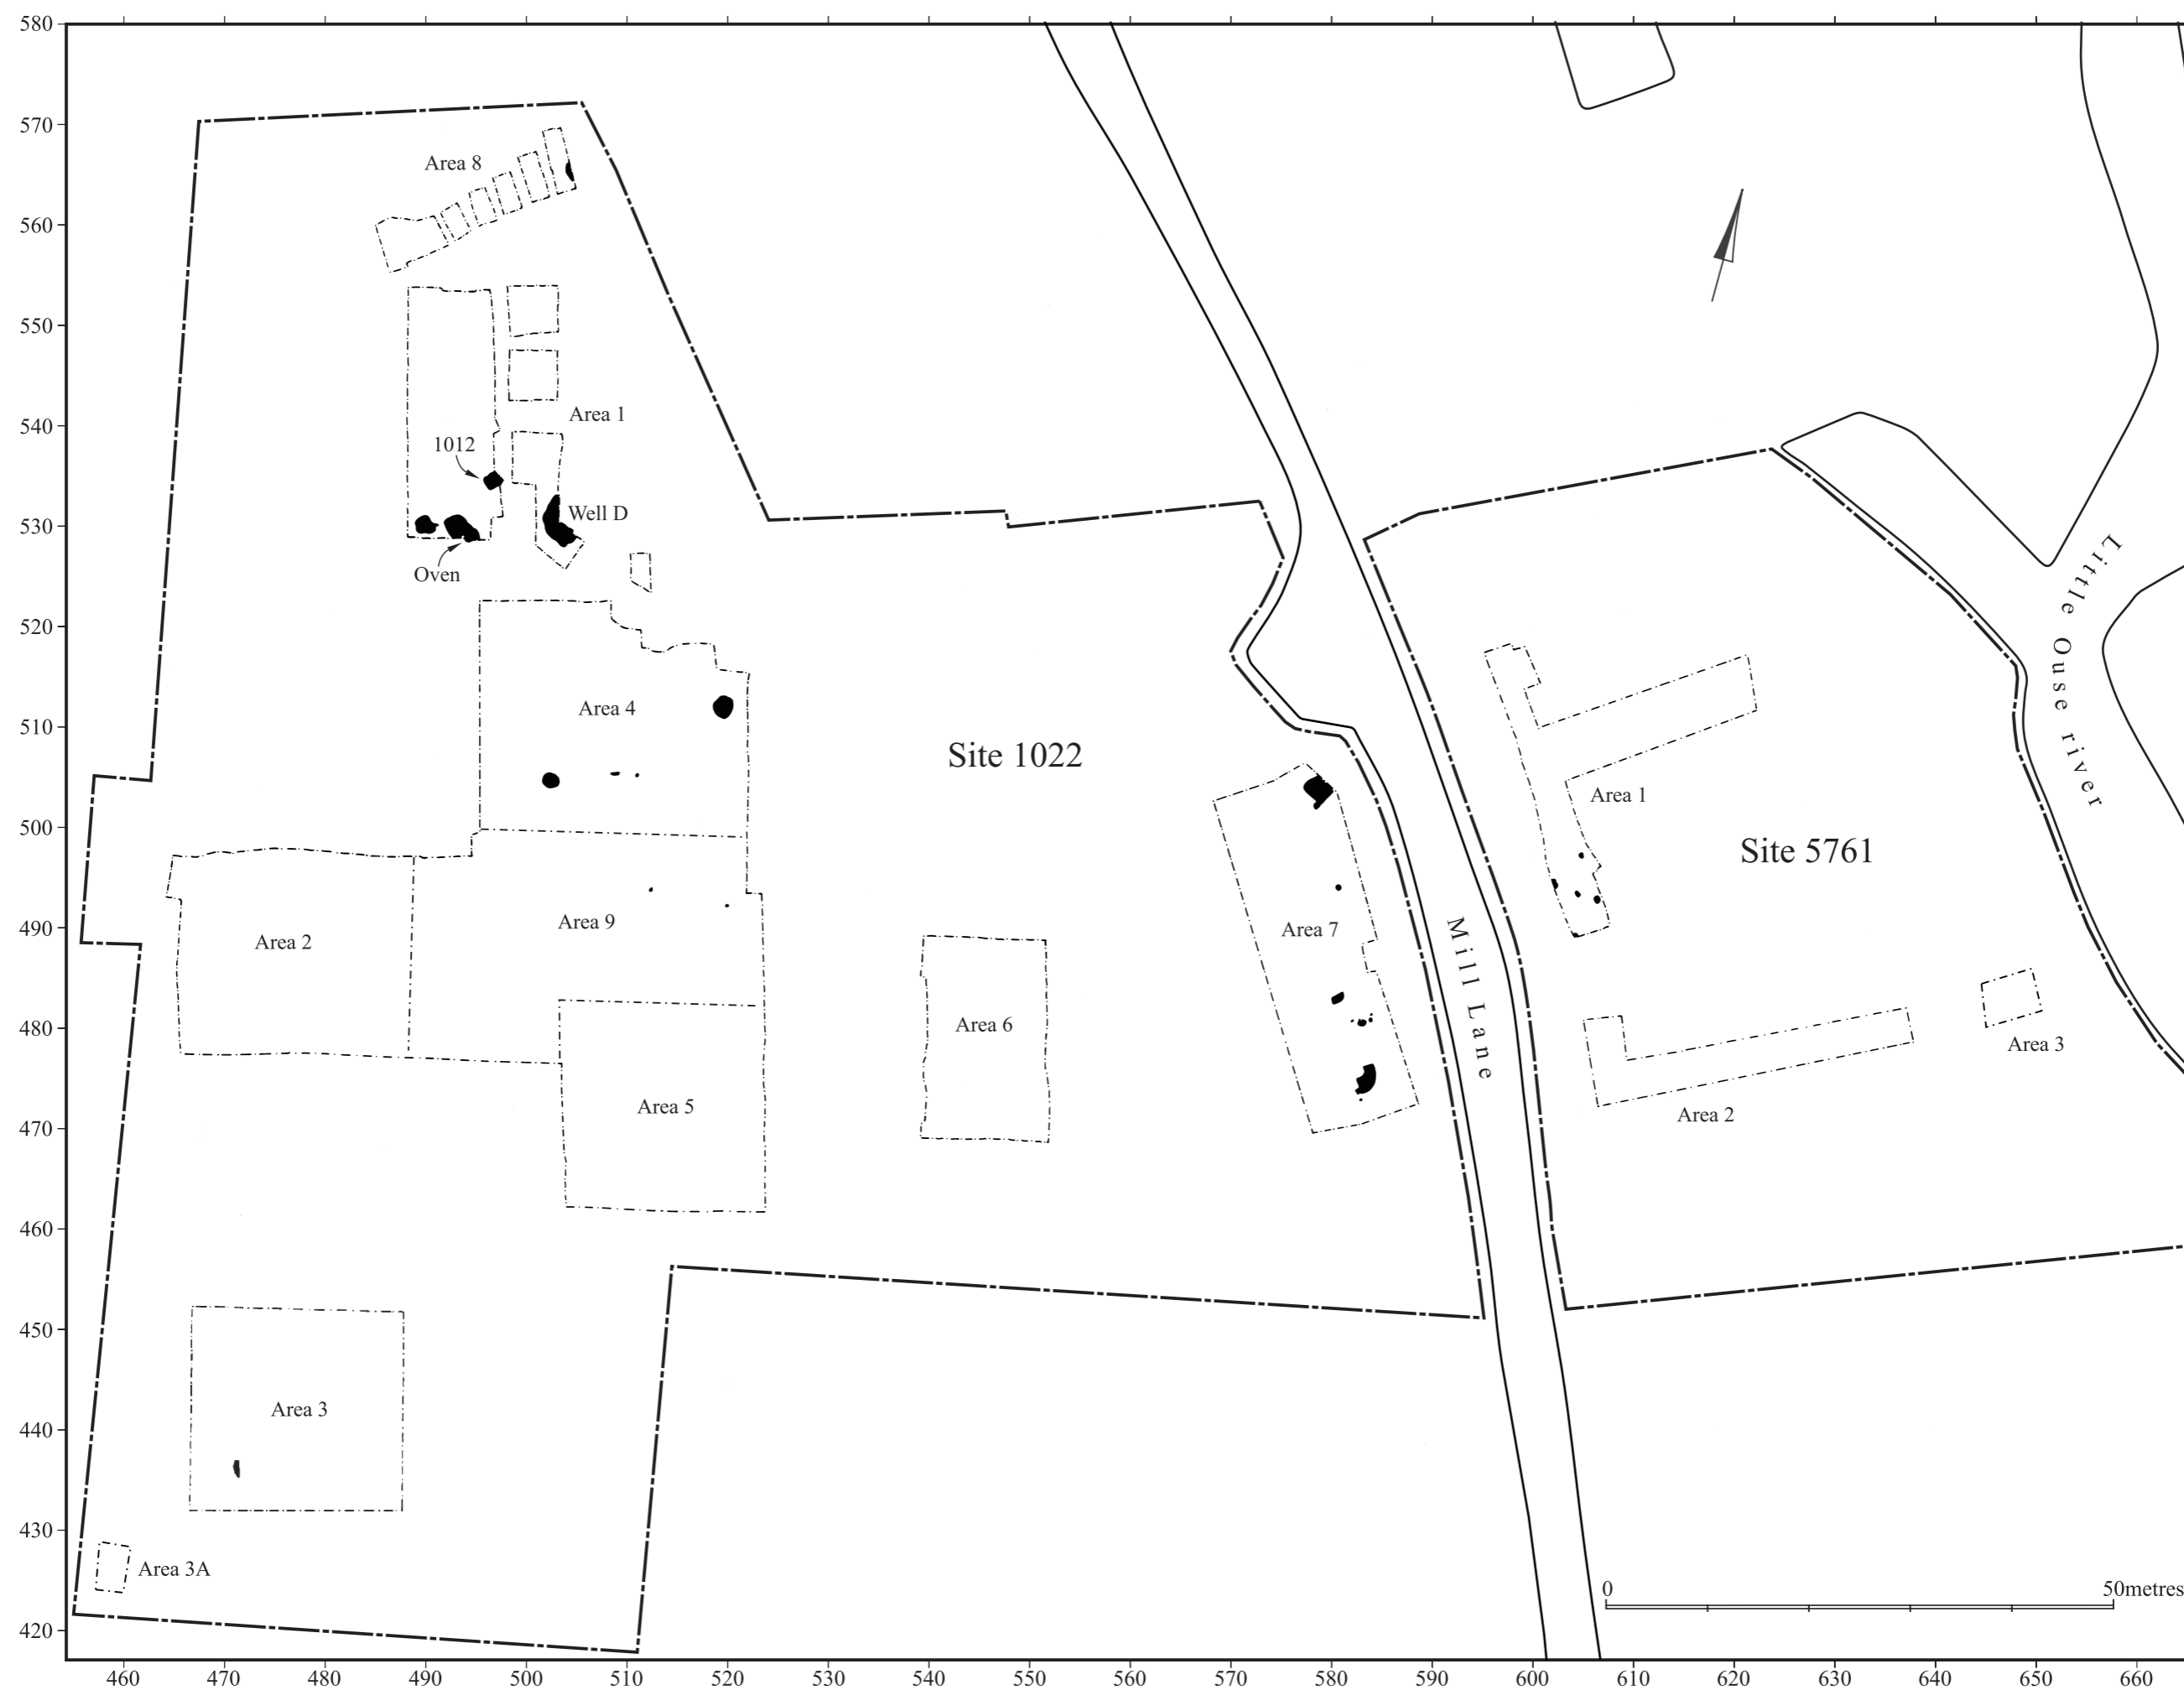 580
570
560
550
540
530
520
510
500
490
480
470
460
450
440
430
420
Area 8
Area 1
1012
Well D
Oven
Area 4
Site 1022
Area 1
Site 5761
Little Ouse river
Area 9
Area 2
Area 7
Mill Lane
Area 6
Area 3
Area 5
Area 2
Area 3
Area 3A
0 50metres
460 470 480 490 500 510 520 530 540 550 560 570 580 590 600 610 620 630 640 650 660